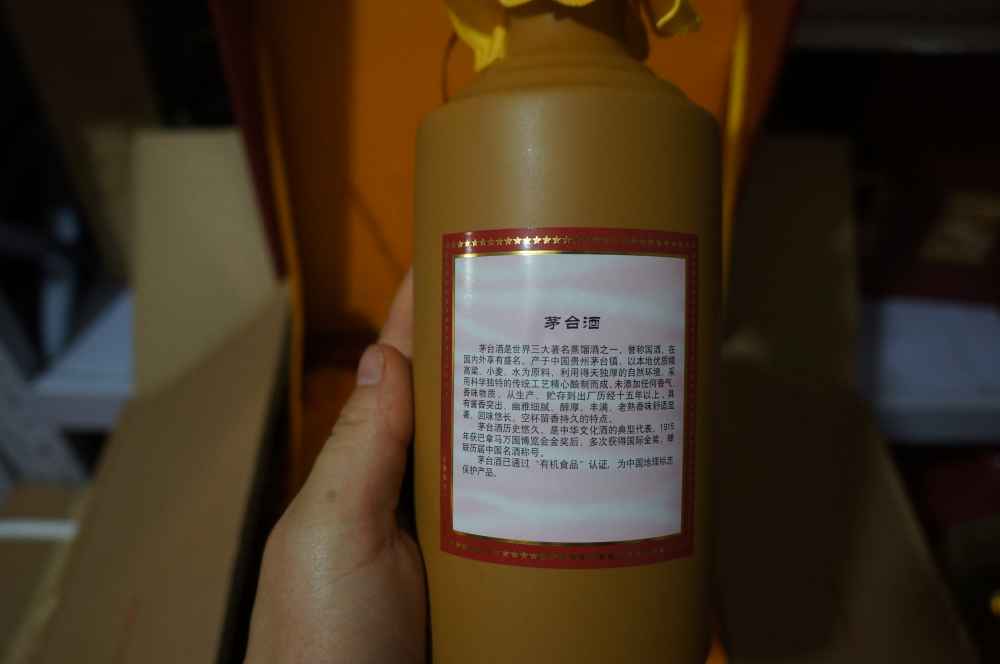 茅台酒
茅台酒是世界三大著名蒸馏酒之一，誉称国酒，在
国内外享有盛名。产于中国贵州茅台镇，以本地优质糯
高粱、小麦、水为原料，利用得天独厚的自然环境，采
用科学独特的传统工艺精心酿制而成，未添加任何香气、
香味物质。从生产、贮存到出厂历经十五年以上，具
有酱香突出、幽雅细腻、醇厚、丰满、老熟香味舒适显
著、回味悠长、空杯留香持久的特点。
茅台酒历史悠久，是中华文化酒的典型代表。1915
年获巴拿马万国博览会金奖后，多次获得国际金奖，蝉
联历届中国名酒称号。
茅台酒已通过“有机食品”认证，为中国地理标志
保护产品。